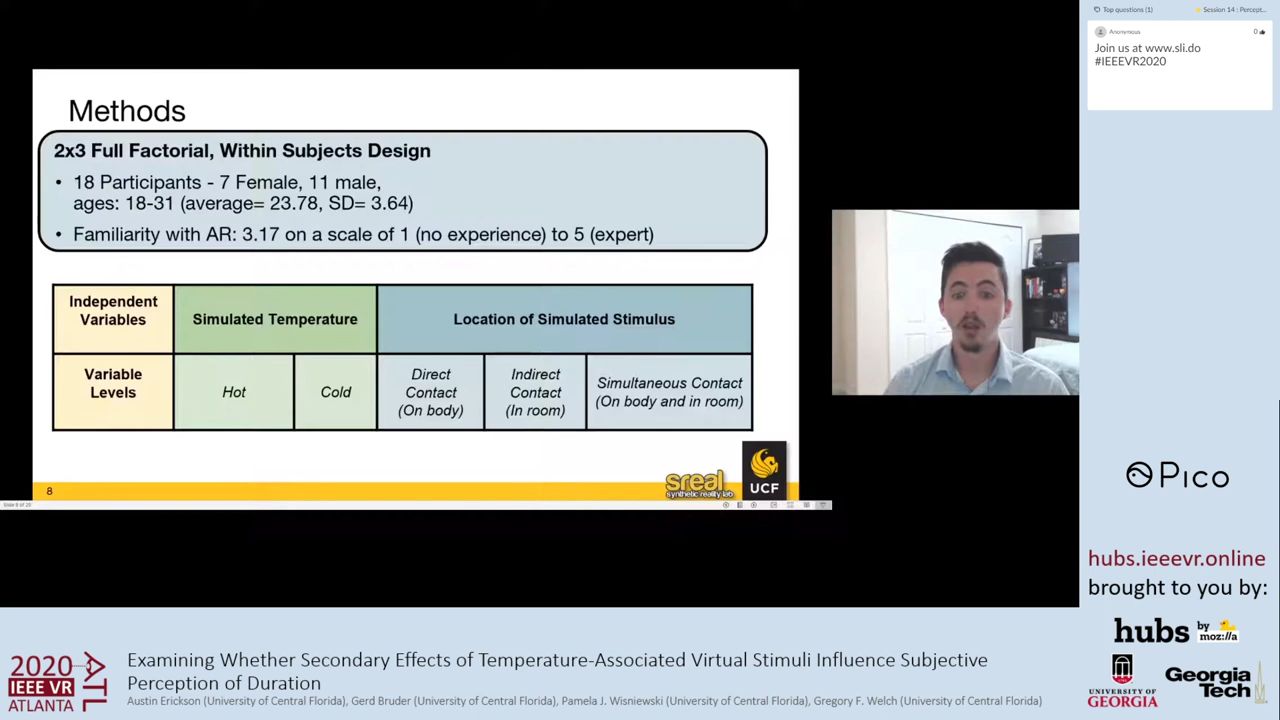 Top questions (1)
Session 14 : Percept...
Anonymous
0
Join us at www.sli.do
#IEEEVR2020
Methods
2x3 Full Factorial, Within Subjects Design
• 18 Participants - 7 Female, 11 male,
ages: 18-31 (average= 23.78, SD= 3.64)
• Familiarity with AR: 3.17 on a scale of 1 (no experience) to 5 (expert)
Independent Variables
Simulated Temperature
Location of Simulated Stimulus
Variable Levels
Hot
Cold
Direct Contact (On body)
Indirect Contact (In room)
Simultaneous Contact (On body and in room)
sreal
synthetic reality lab
UCF
8
Slide 8 of 20
Pico
hubs.ieeevr.online
brought to you by:
hubs by moz://a
UNIVERSITY OF GEORGIA
Georgia Tech
2020 IEEE VR ATLANTA
ATL
Examining Whether Secondary Effects of Temperature-Associated Virtual Stimuli Influence Subjective
Perception of Duration
Austin Erickson (University of Central Florida), Gerd Bruder (University of Central Florida), Pamela J. Wisniewski (University of Central Florida), Gregory F. Welch (University of Central Florida)